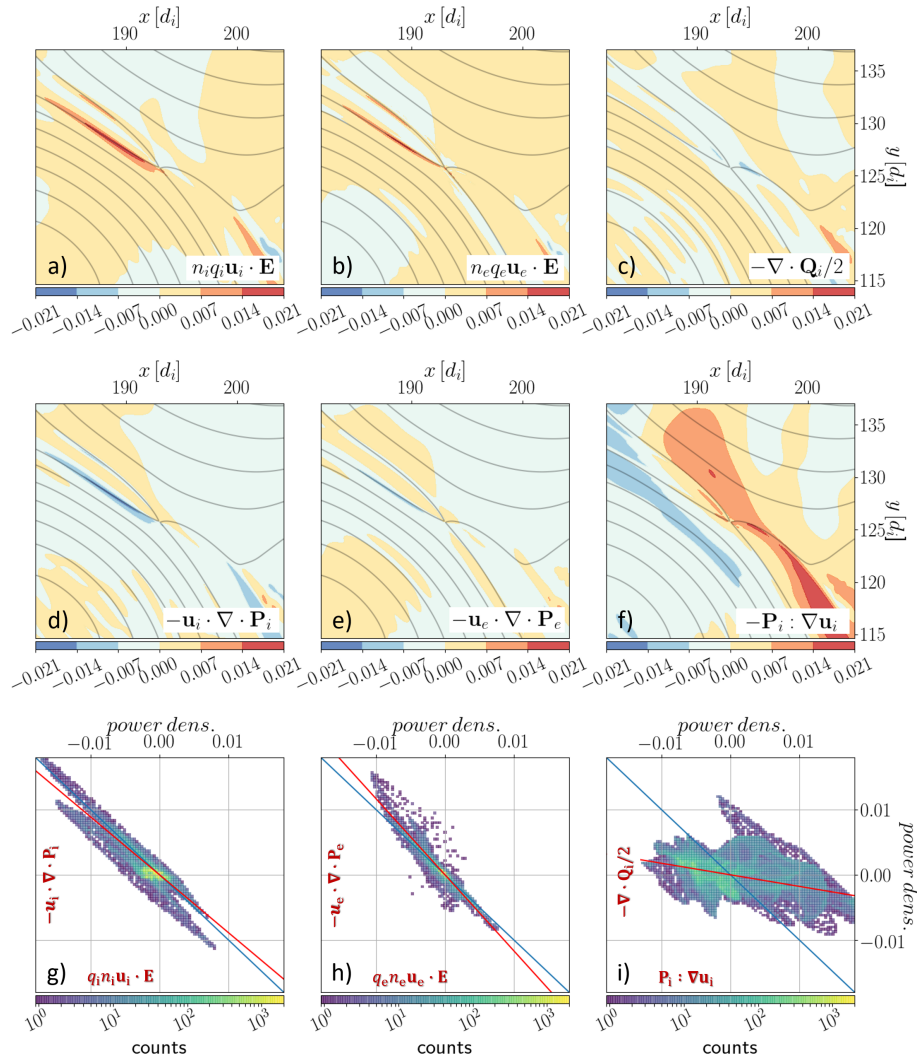 x [d_i] x [d_i] x [d_i]
190 200 190 200 190 200
135
130
y [d_i]
125
120
115
a) n_i q_i u_i · E b) n_e q_e u_e · E c) −∇ · Q_i/2
−0.021 −0.014 −0.007 0.000 0.007 0.014 0.021 −0.021 −0.014 −0.007 0.000 0.007 0.014 0.021 −0.021 −0.014 −0.007 0.000 0.007 0.014 0.021
x [d_i] x [d_i] x [d_i]
190 200 190 200 190 200
135
130
y [d_i]
125
120
115
d) −u_i · ∇ · P_i e) −u_e · ∇ · P_e f) −P_i : ∇u_i
−0.021 −0.014 −0.007 0.000 0.007 0.014 0.021 −0.021 −0.014 −0.007 0.000 0.007 0.014 0.021 −0.021 −0.014 −0.007 0.000 0.007 0.014 0.021
power dens. power dens. power dens.
−0.01 0.00 0.01 −0.01 0.00 0.01 −0.01 0.00 0.01
0.01
0.00
−0.01
power dens.
−u_i · ∇ · P_i −u_e · ∇ · P_e −∇ · Q_i/2
g) q_i n_i u_i · E h) q_e n_e u_e · E i) P_i : ∇u_i
10^0 10^1 10^2 10^3 10^0 10^1 10^2 10^3 10^0 10^1 10^2 10^3
counts counts counts